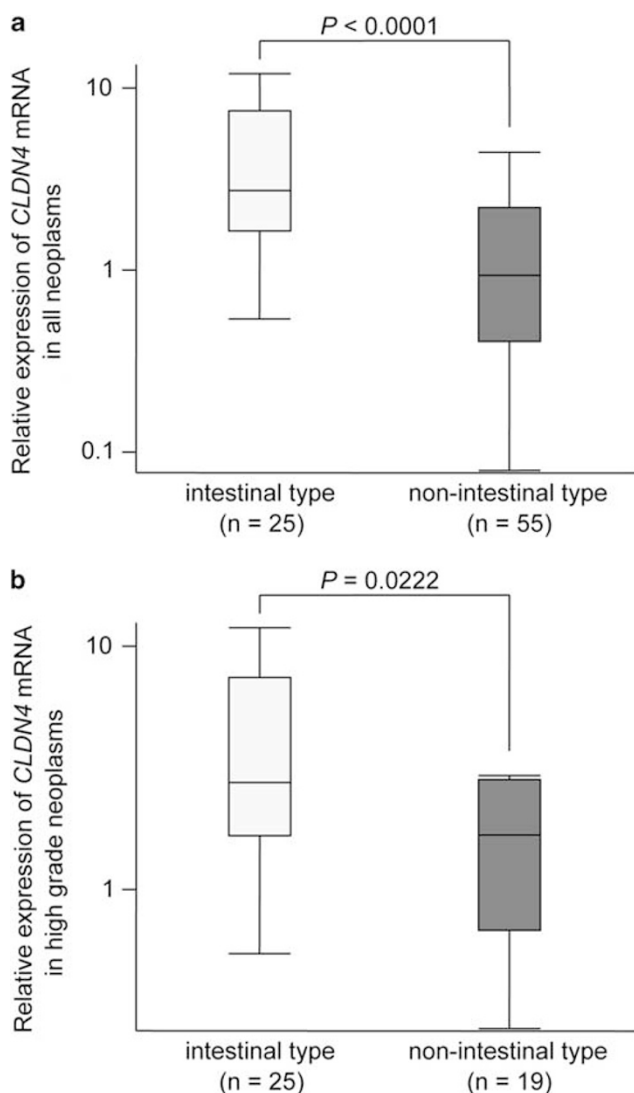 a
P < 0.0001
Relative expression of CLDN4 mRNA
in all neoplasms
10
1
0.1
intestinal type
non-intestinal type
(n = 25)
(n = 55)
b
P = 0.0222
Relative expression of CLDN4 mRNA
in high grade neoplasms
10
1
intestinal type
non-intestinal type
(n = 25)
(n = 19)